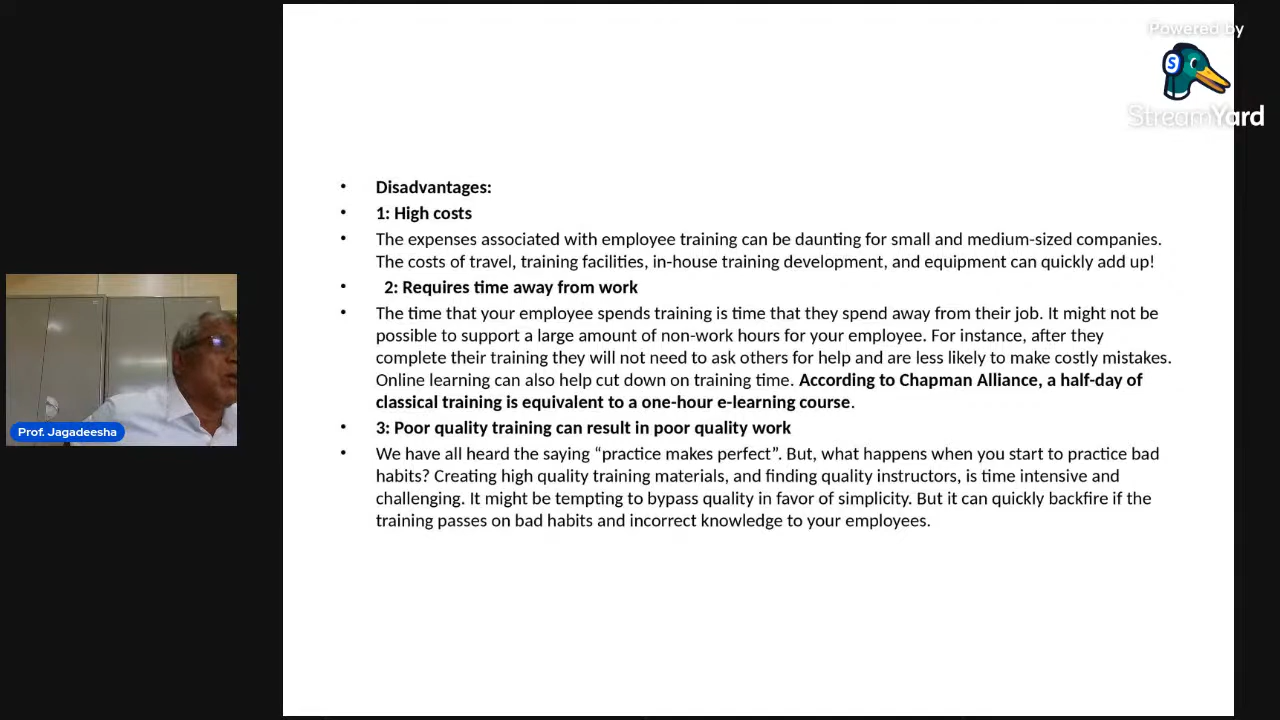 Powered by
StreamYard
• Disadvantages:
• 1: High costs
• The expenses associated with employee training can be daunting for small and medium-sized companies.
The costs of travel, training facilities, in-house training development, and equipment can quickly add up!
• 2: Requires time away from work
• The time that your employee spends training is time that they spend away from their job. It might not be
possible to support a large amount of non-work hours for your employee. For instance, after they
complete their training they will not need to ask others for help and are less likely to make costly mistakes.
Online learning can also help cut down on training time. According to Chapman Alliance, a half-day of
classical training is equivalent to a one-hour e-learning course.
• 3: Poor quality training can result in poor quality work
• We have all heard the saying “practice makes perfect”. But, what happens when you start to practice bad
habits? Creating high quality training materials, and finding quality instructors, is time intensive and
challenging. It might be tempting to bypass quality in favor of simplicity. But it can quickly backfire if the
training passes on bad habits and incorrect knowledge to your employees.
Prof. Jagadeesha